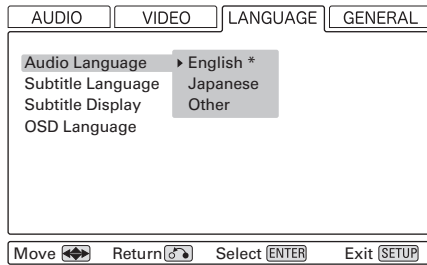 AUDIO VIDEO LANGUAGE GENERAL
Audio Language English *
Subtitle Language Japanese
Subtitle Display Other
OSD Language
Move Return Select ENTER Exit SETUP